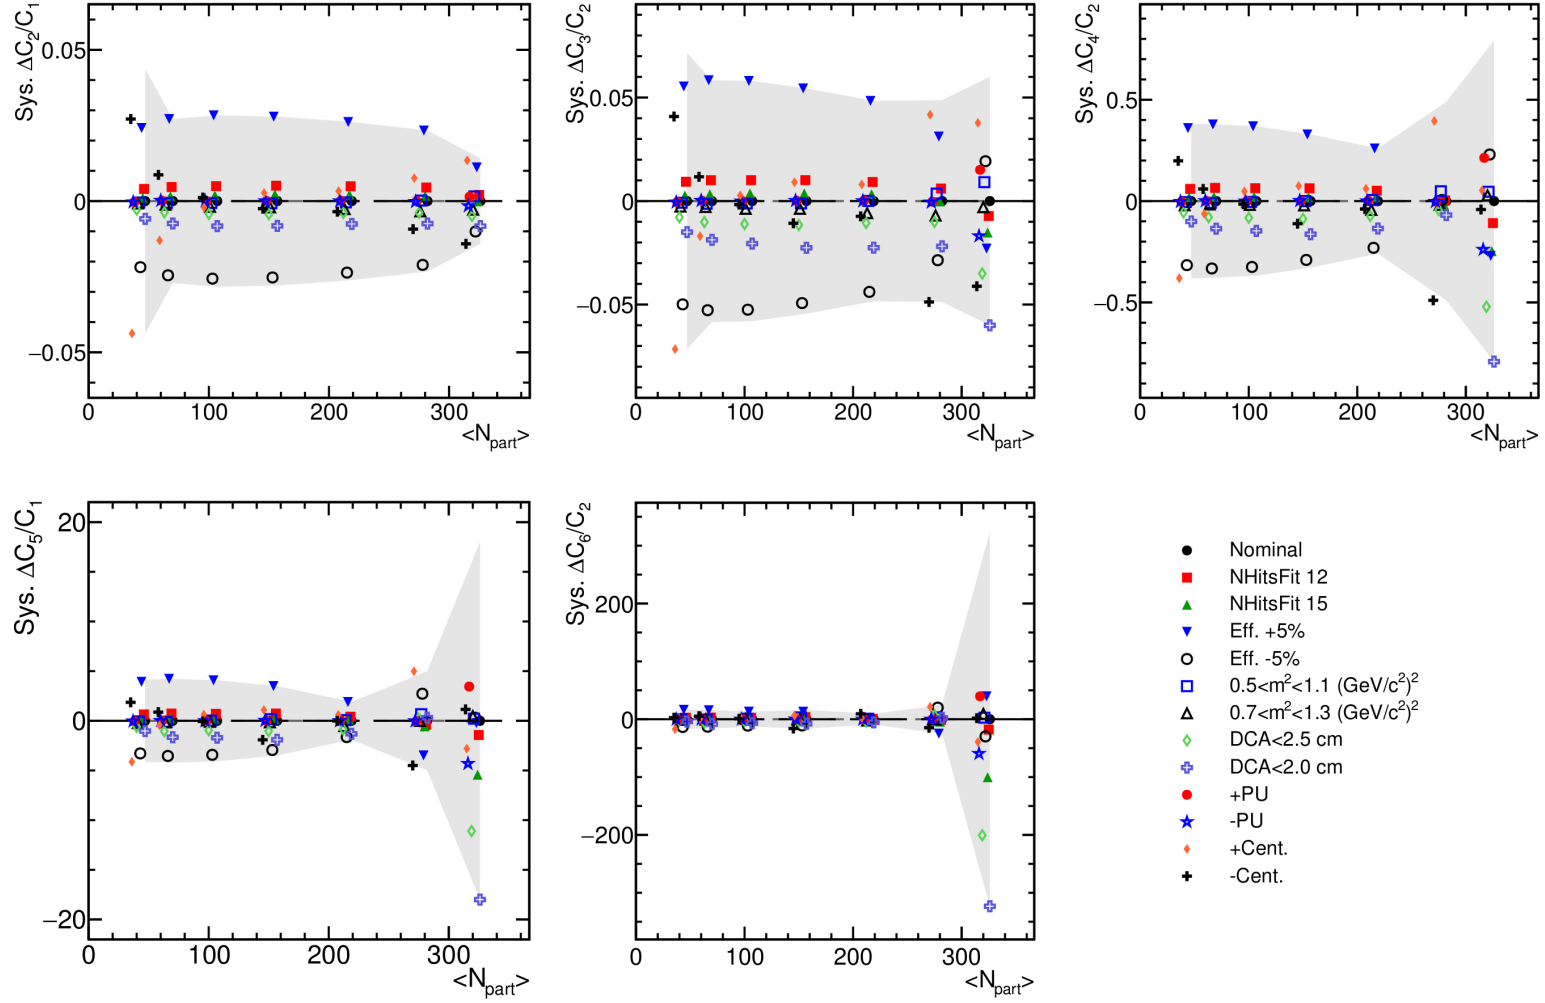 Sys. ΔC2/C1
0.05
0
−0.05
0 100 200 300
<Npart>
Sys. ΔC3/C2
0.05
0
−0.05
0 100 200 300
<Npart>
Sys. ΔC4/C2
0.5
0
−0.5
0 100 200 300
<Npart>
Sys. ΔC5/C1
20
0
−20
0 100 200 300
<Npart>
Sys. ΔC6/C2
200
0
−200
0 100 200 300
<Npart>
Nominal
NHitsFit 12
NHitsFit 15
Eff. +5%
Eff. -5%
0.5<m²<1.1 (GeV/c²)²
0.7<m²<1.3 (GeV/c²)²
DCA<2.5 cm
DCA<2.0 cm
+PU
-PU
+Cent.
-Cent.